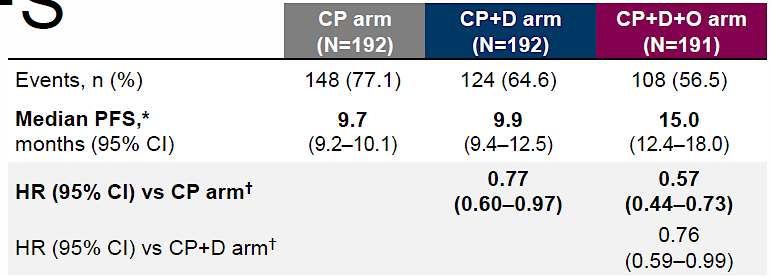 FS
CP arm CP+D arm CP+D+O arm
(N=192) (N=192) (N=191)
Events, n (%) 148 (77.1) 124 (64.6) 108 (56.5)
Median PFS,* 9.7 9.9 15.0
months (95% CI) (9.2–10.1) (9.4–12.5) (12.4–18.0)
HR (95% CI) vs CP arm† 0.77 0.57
(0.60–0.97) (0.44–0.73)
HR (95% CI) vs CP+D arm† 0.76
(0.59–0.99)